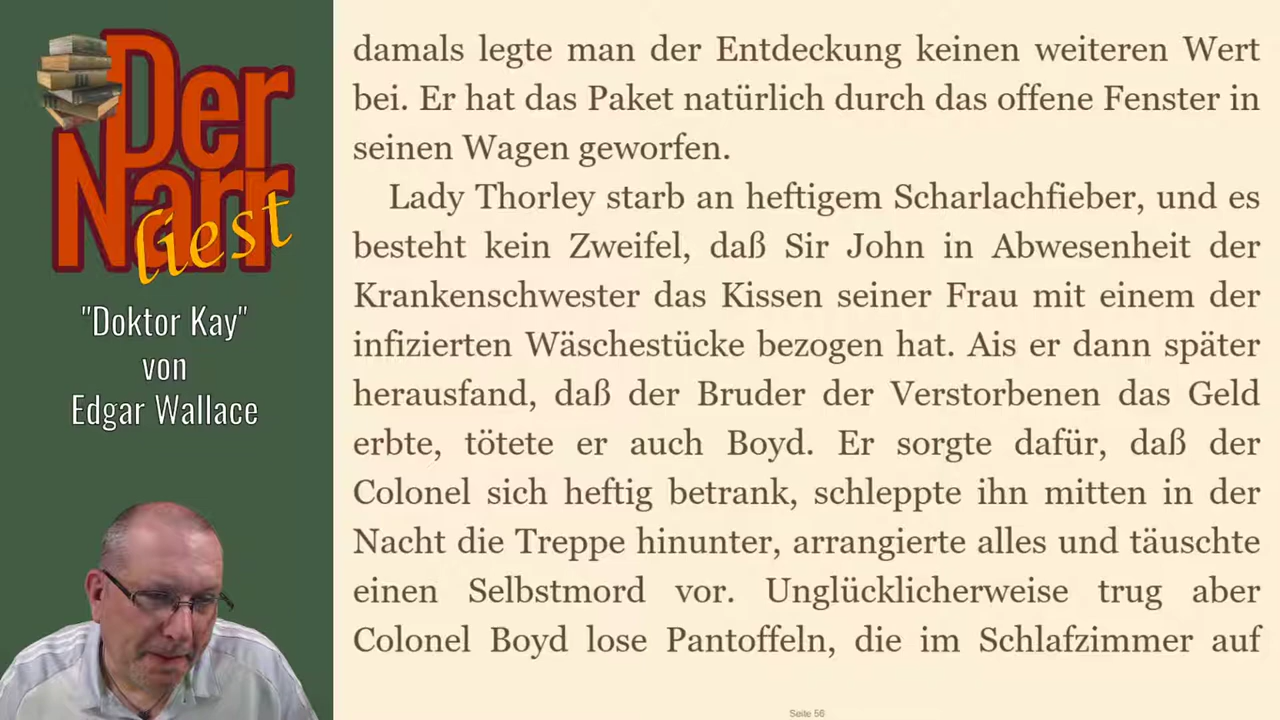 Der
Narr
liest
"Doktor Kay"
von
Edgar Wallace
damals legte man der Entdeckung keinen weiteren Wert
bei. Er hat das Paket natürlich durch das offene Fenster in
seinen Wagen geworfen.
Lady Thorley starb an heftigem Scharlachfieber, und es
besteht kein Zweifel, daß Sir John in Abwesenheit der
Krankenschwester das Kissen seiner Frau mit einem der
infizierten Wäschestücke bezogen hat. Ais er dann später
herausfand, daß der Bruder der Verstorbenen das Geld
erbte, tötete er auch Boyd. Er sorgte dafür, daß der
Colonel sich heftig betrank, schleppte ihn mitten in der
Nacht die Treppe hinunter, arrangierte alles und täuschte
einen Selbstmord vor. Unglücklicherweise trug aber
Colonel Boyd lose Pantoffeln, die im Schlafzimmer auf
Seite 56